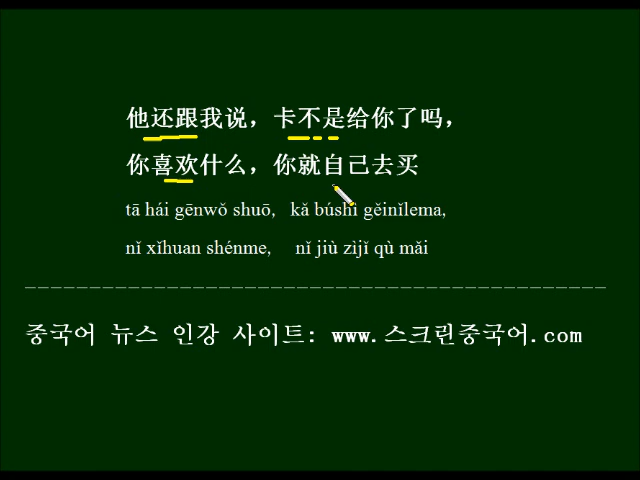 他还跟我说，卡不是给你了吗，
你喜欢什么，你就自己去买
tā hái gēnwǒ shuō, kǎ búshì gěinǐlema,
nǐ xǐhuan shénme, nǐ jiù zìjǐ qù mǎi
중국어 뉴스 인강 사이트: www.스크린중국어.com